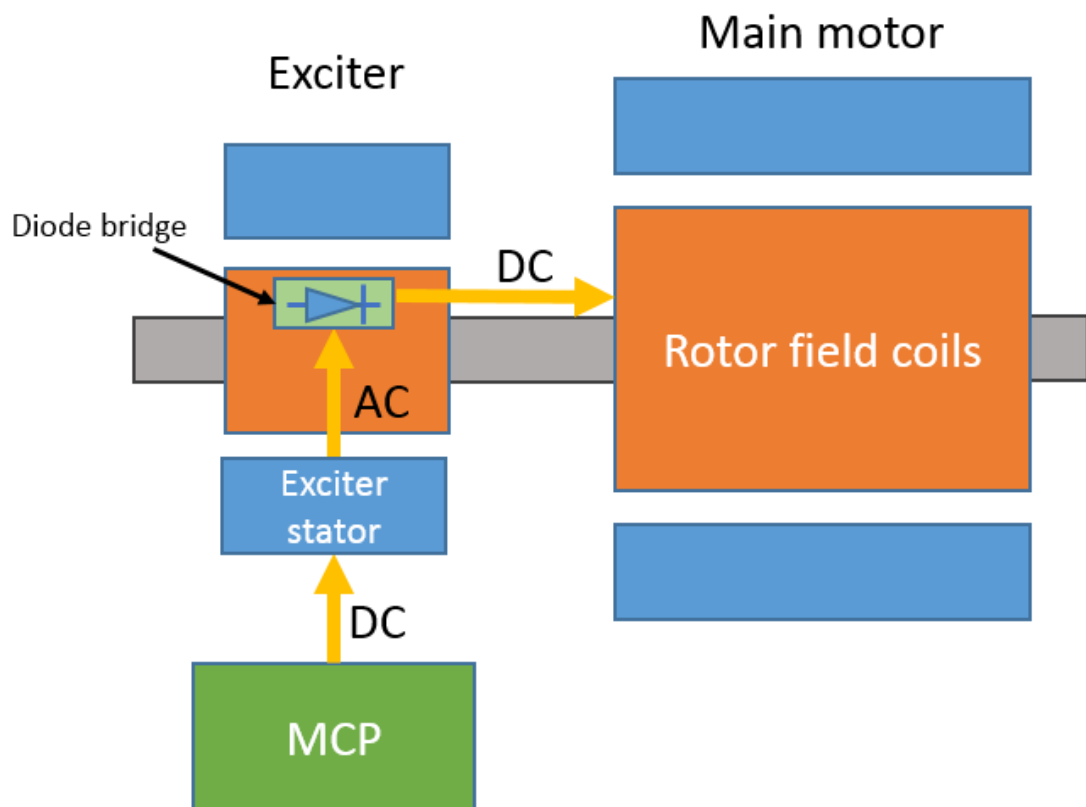 Main motor
Exciter
Diode bridge
DC
Rotor field coils
AC
Exciter
stator
DC
MCP